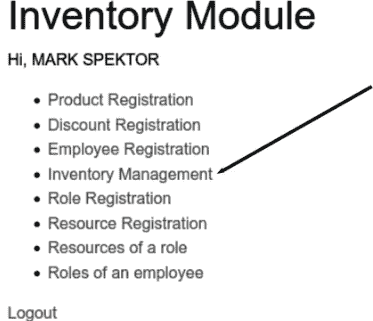 Inventory Module
Hi, MARK SPEKTOR
• Product Registration
• Discount Registration
• Employee Registration
• Inventory Management
• Role Registration
• Resource Registration
• Resources of a role
• Roles of an employee
Logout